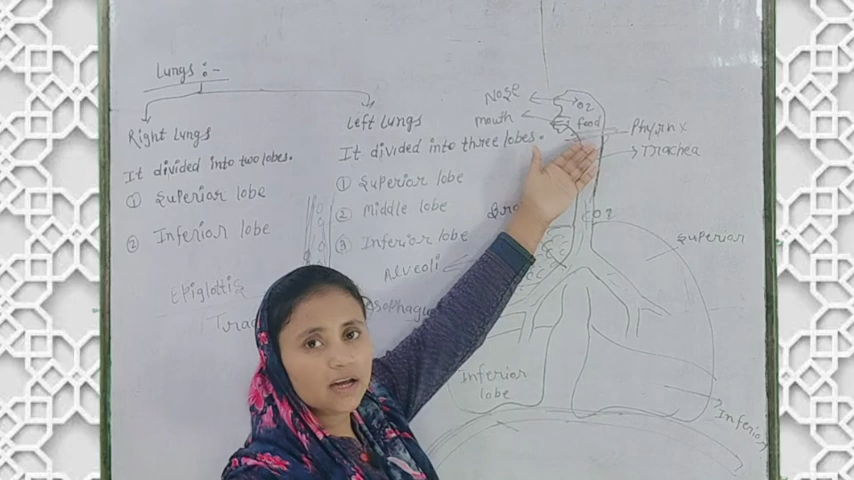 Lungs :-
Right Lungs
It divided into two lobes.
① Superior lobe
② Inferior lobe
Left Lungs
It divided into three lobes.
① Superior lobe
② Middle lobe
③ Inferior lobe
Epiglottis
Alveoli
Nose
mouth
O2
food
Phyrnx
Trachea
CO2
Superior
Inferior
lobe
Inferior